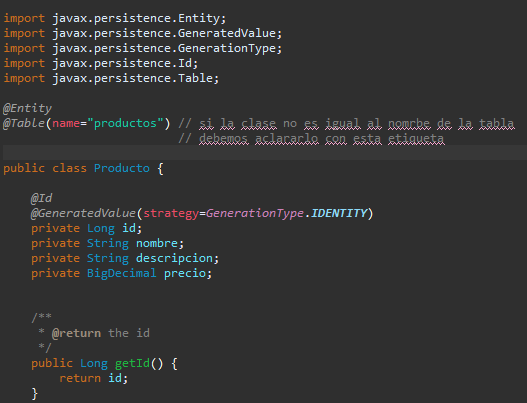 import javax.persistence.Entity;
import javax.persistence.GeneratedValue;
import javax.persistence.GenerationType;
import javax.persistence.Id;
import javax.persistence.Table;
@Entity
@Table(name="productos") // si la clase no es igual al nomrbe de la tabla
// debemos aclararlo con esta etiqueta
public class Producto {
@Id
@GeneratedValue(strategy=GenerationType.IDENTITY)
private Long id;
private String nombre;
private String descripcion;
private BigDecimal precio;
/**
* @return the id
*/
public Long getId() {
return id;
}